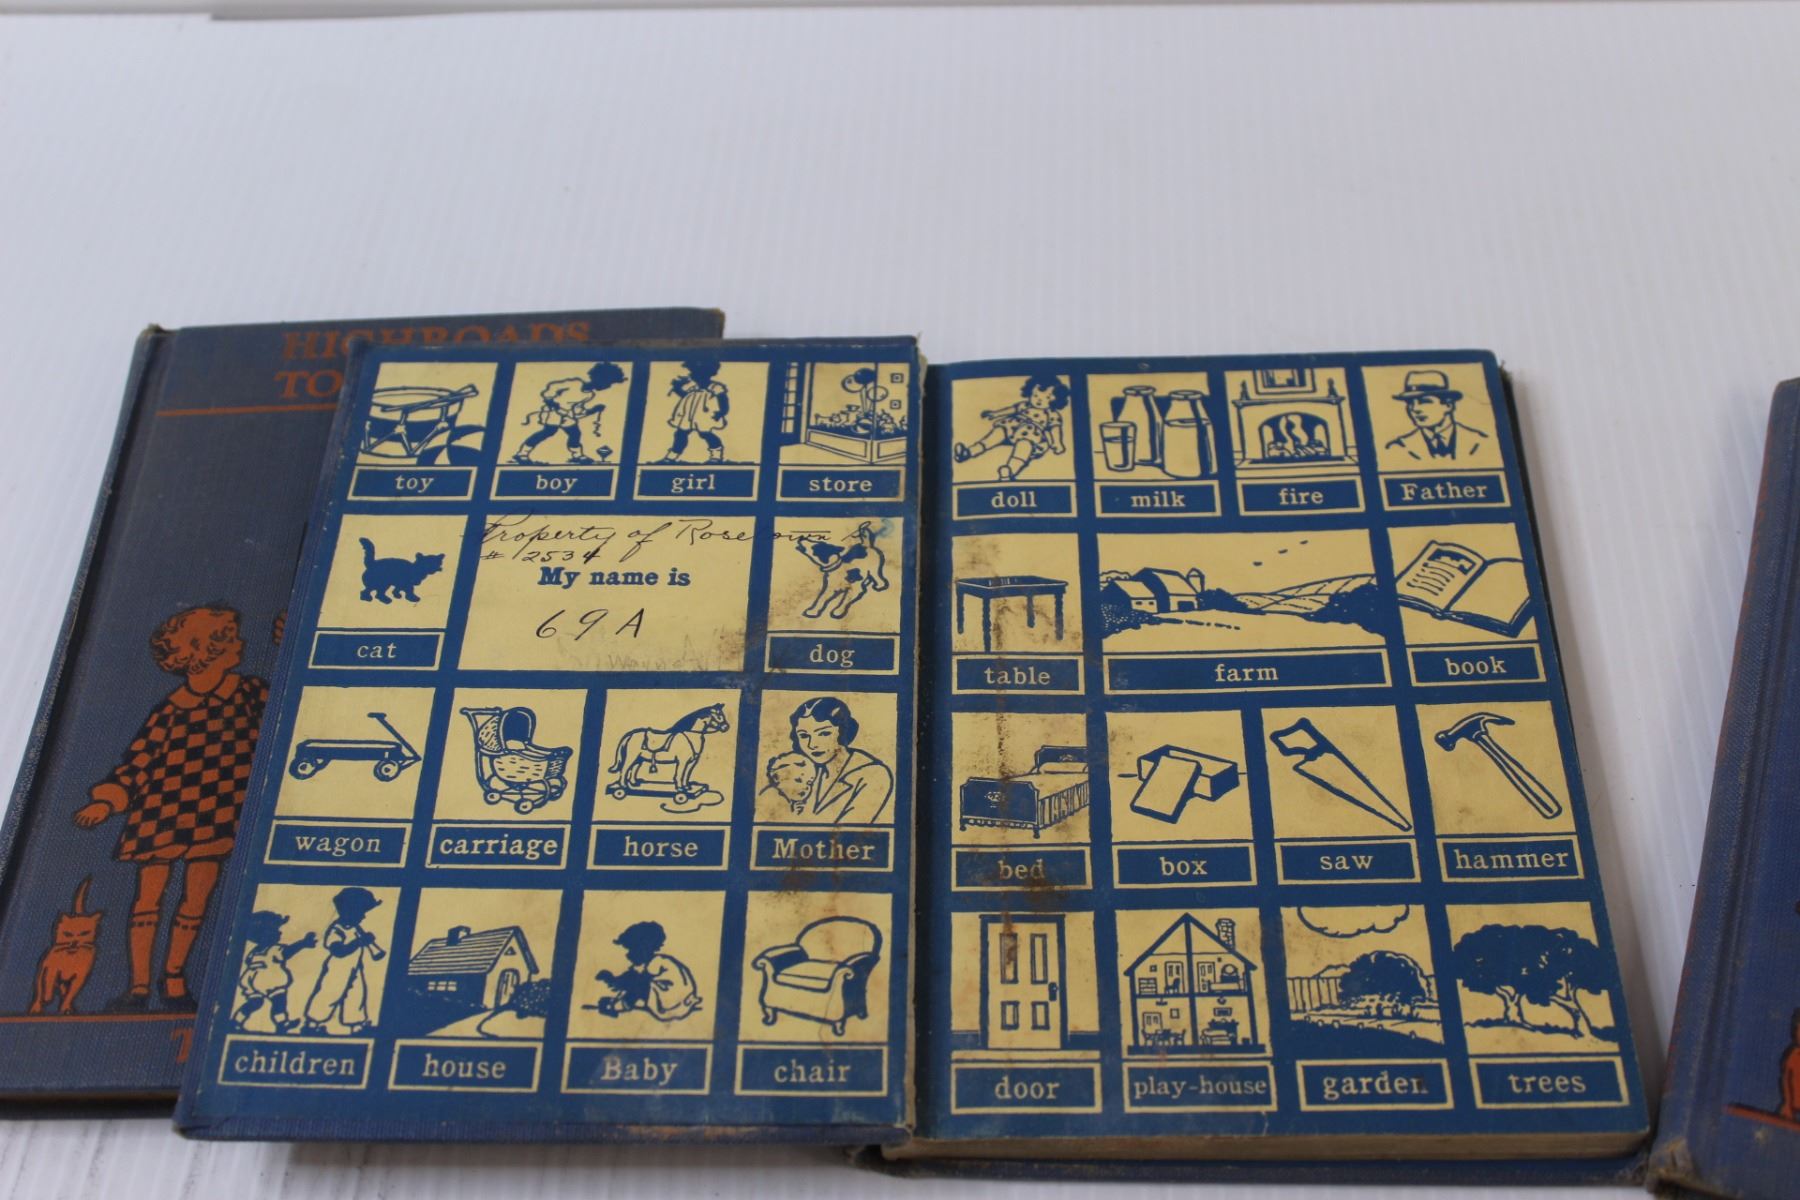 HIGHROADS
TO
toy boy girl store
Property of Rosetown S
# 2534
My name is
69A
cat dog
wagon carriage horse Mother
children house Baby chair
doll milk fire Father
table farm book
bed box saw hammer
door play-house garden trees